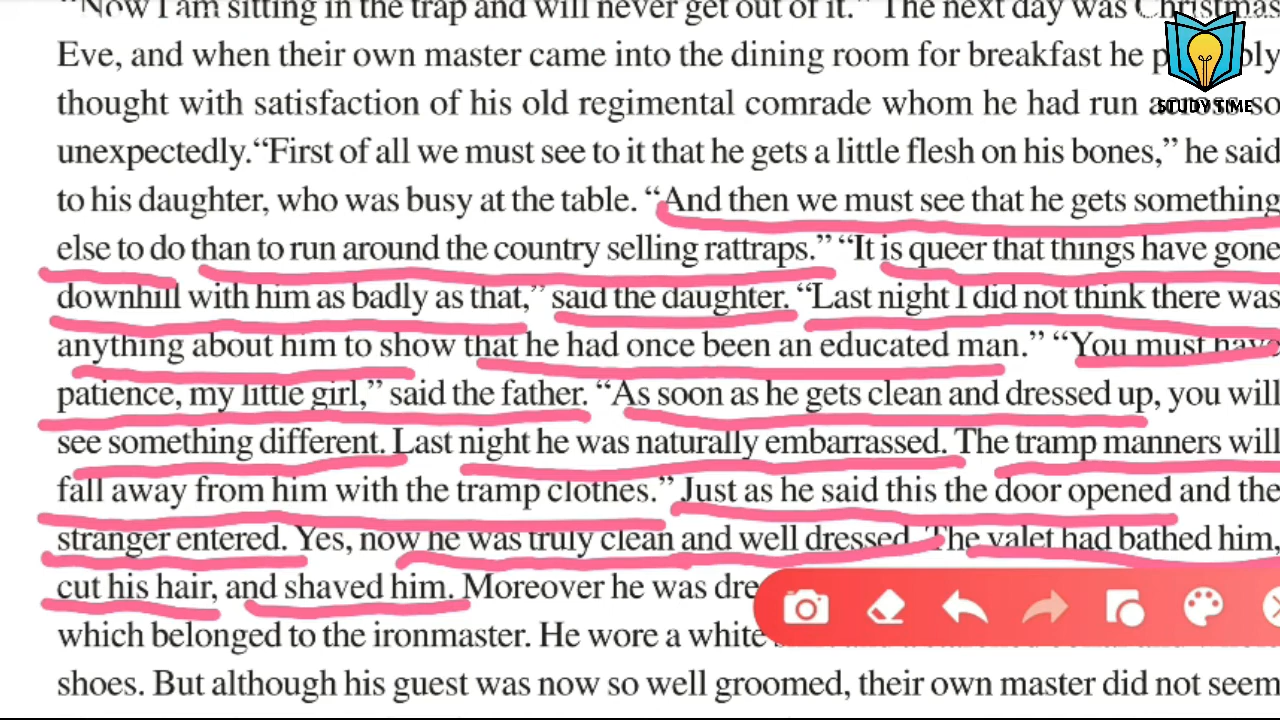 "Now I am sitting in the trap and will never get out of it." The next day was Christmas
Eve, and when their own master came into the dining room for breakfast he
thought with satisfaction of his old regimental comrade whom he had run across so
STUDY TIME
unexpectedly.“First of all we must see to it that he gets a little flesh on his bones,” he said
to his daughter, who was busy at the table. “And then we must see that he gets something
else to do than to run around the country selling rattraps.” “It is queer that things have gone
downhill with him as badly as that,” said the daughter. “Last night I did not think there was
anything about him to show that he had once been an educated man.” “You must have
patience, my little girl,” said the father. “As soon as he gets clean and dressed up, you will
see something different. Last night he was naturally embarrassed. The tramp manners will
fall away from him with the tramp clothes.” Just as he said this the door opened and the
stranger entered. Yes, now he was truly clean and well dressed. The valet had bathed him,
cut his hair, and shaved him. Moreover he was
which belonged to the ironmaster. He wore a white
shoes. But although his guest was now so well groomed, their own master did not seem